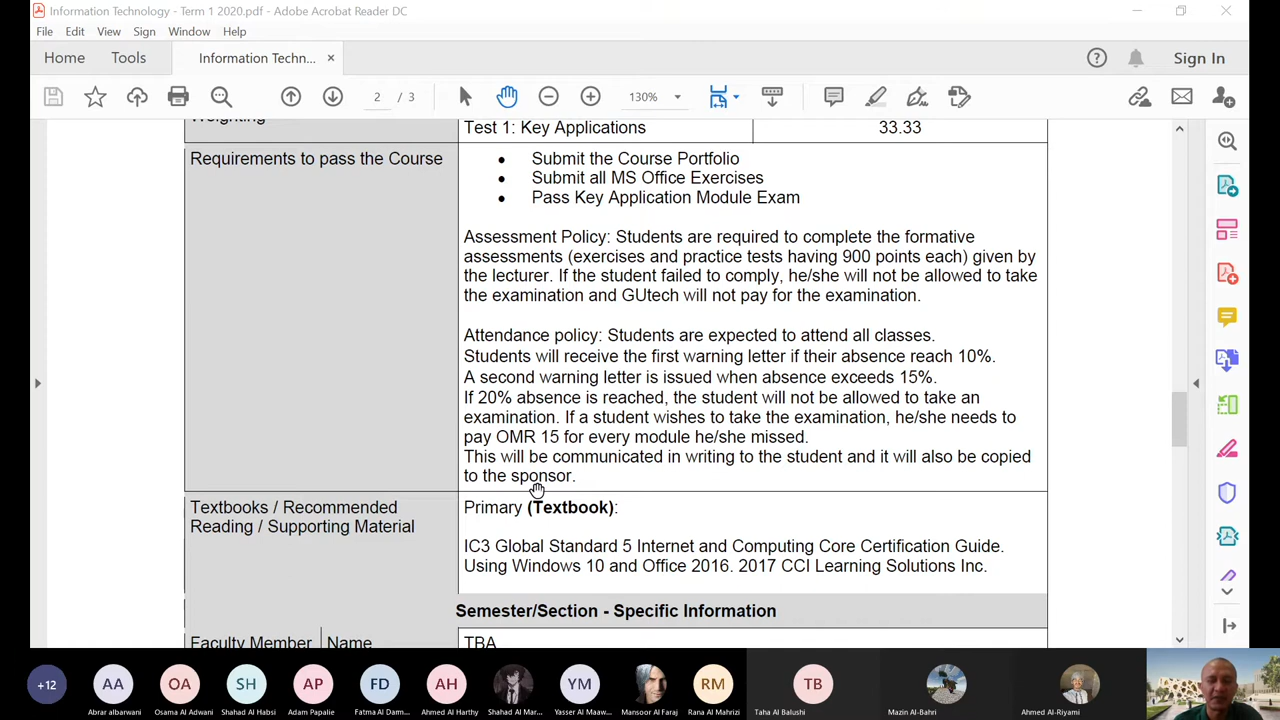 Information Technology - Term 1 2020.pdf - Adobe Acrobat Reader DC
File Edit View Sign Window Help
Home Tools Information Techn... × Sign In
2 / 3 130%
Weighting Test 1: Key Applications 33.33
Requirements to pass the Course
• Submit the Course Portfolio
• Submit all MS Office Exercises
• Pass Key Application Module Exam
Assessment Policy: Students are required to complete the formative
assessments (exercises and practice tests having 900 points each) given by
the lecturer. If the student failed to comply, he/she will not be allowed to take
the examination and GUtech will not pay for the examination.
Attendance policy: Students are expected to attend all classes.
Students will receive the first warning letter if their absence reach 10%.
A second warning letter is issued when absence exceeds 15%.
If 20% absence is reached, the student will not be allowed to take an
examination. If a student wishes to take the examination, he/she needs to
pay OMR 15 for every module he/she missed.
This will be communicated in writing to the student and it will also be copied
to the sponsor.
Textbooks / Recommended
Reading / Supporting Material
Primary (Textbook):
IC3 Global Standard 5 Internet and Computing Core Certification Guide.
Using Windows 10 and Office 2016. 2017 CCI Learning Solutions Inc.
Semester/Section - Specific Information
Faculty Member Name TBA
+12 AA OA SH AP FD AH YM RM TB
Abrar albarwani Osama Al Adwani Shahad Al Habsi Adam Papalie Fatma Al Darm... Ahmed Al Harthy Shahad Al Mar... Yasser Al Maaw... Mansoor Al Faraj Rana Al Mahrizi Taha Al Balushi Mazin Al-Bahri Ahmed Al-Riyami